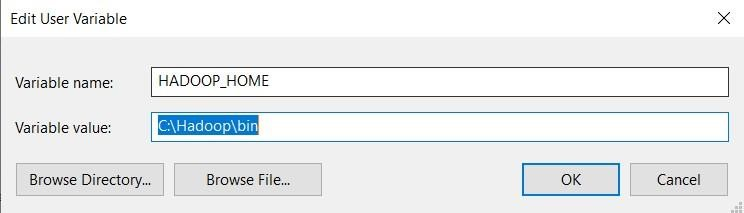 Edit User Variable
Variable name: HADOOP_HOME
Variable value: C:\Hadoop\bin
Browse Directory... Browse File... OK Cancel